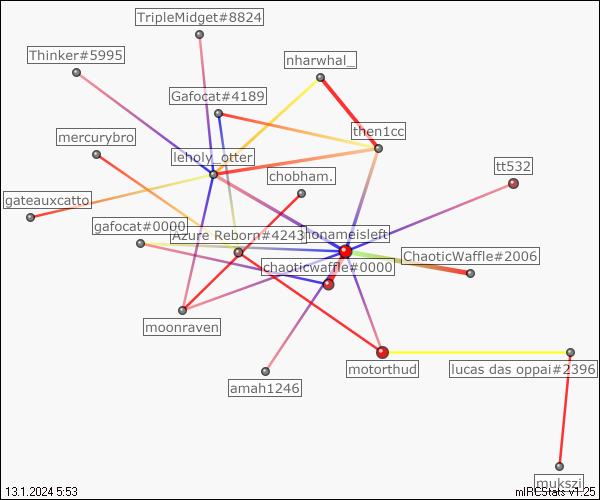 TripleMidget#8824
Thinker#5995
nharwhal_
Gafocat#4189
then1cc
mercurybro
leholy_otter
tt532
chobham.
gateauxcatto
gafocat#0000
Azure Reborn#4243
nonameisleft
ChaoticWaffle#2006
chaoticwaffle#0000
moonraven
motorthud
lucas das oppai#2396
amah1246
mukszi
13.1.2024 5:53
mIRCStats v1.25